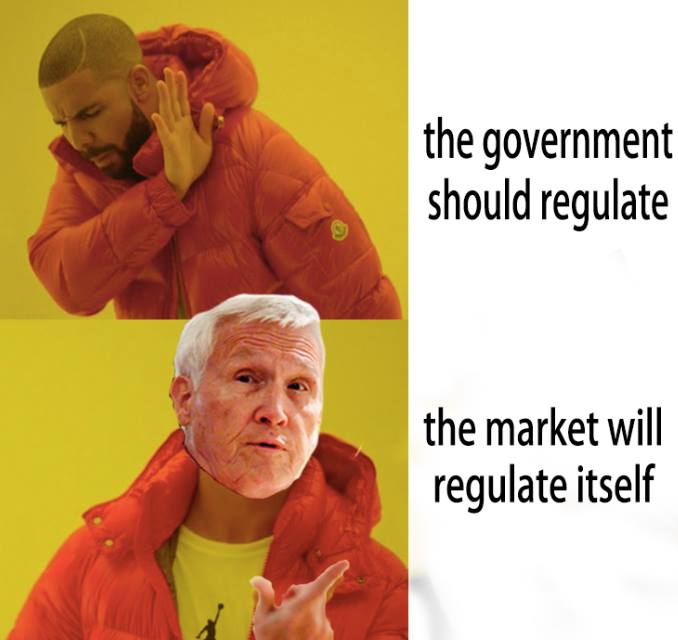 the government
should regulate
the market will
regulate itself